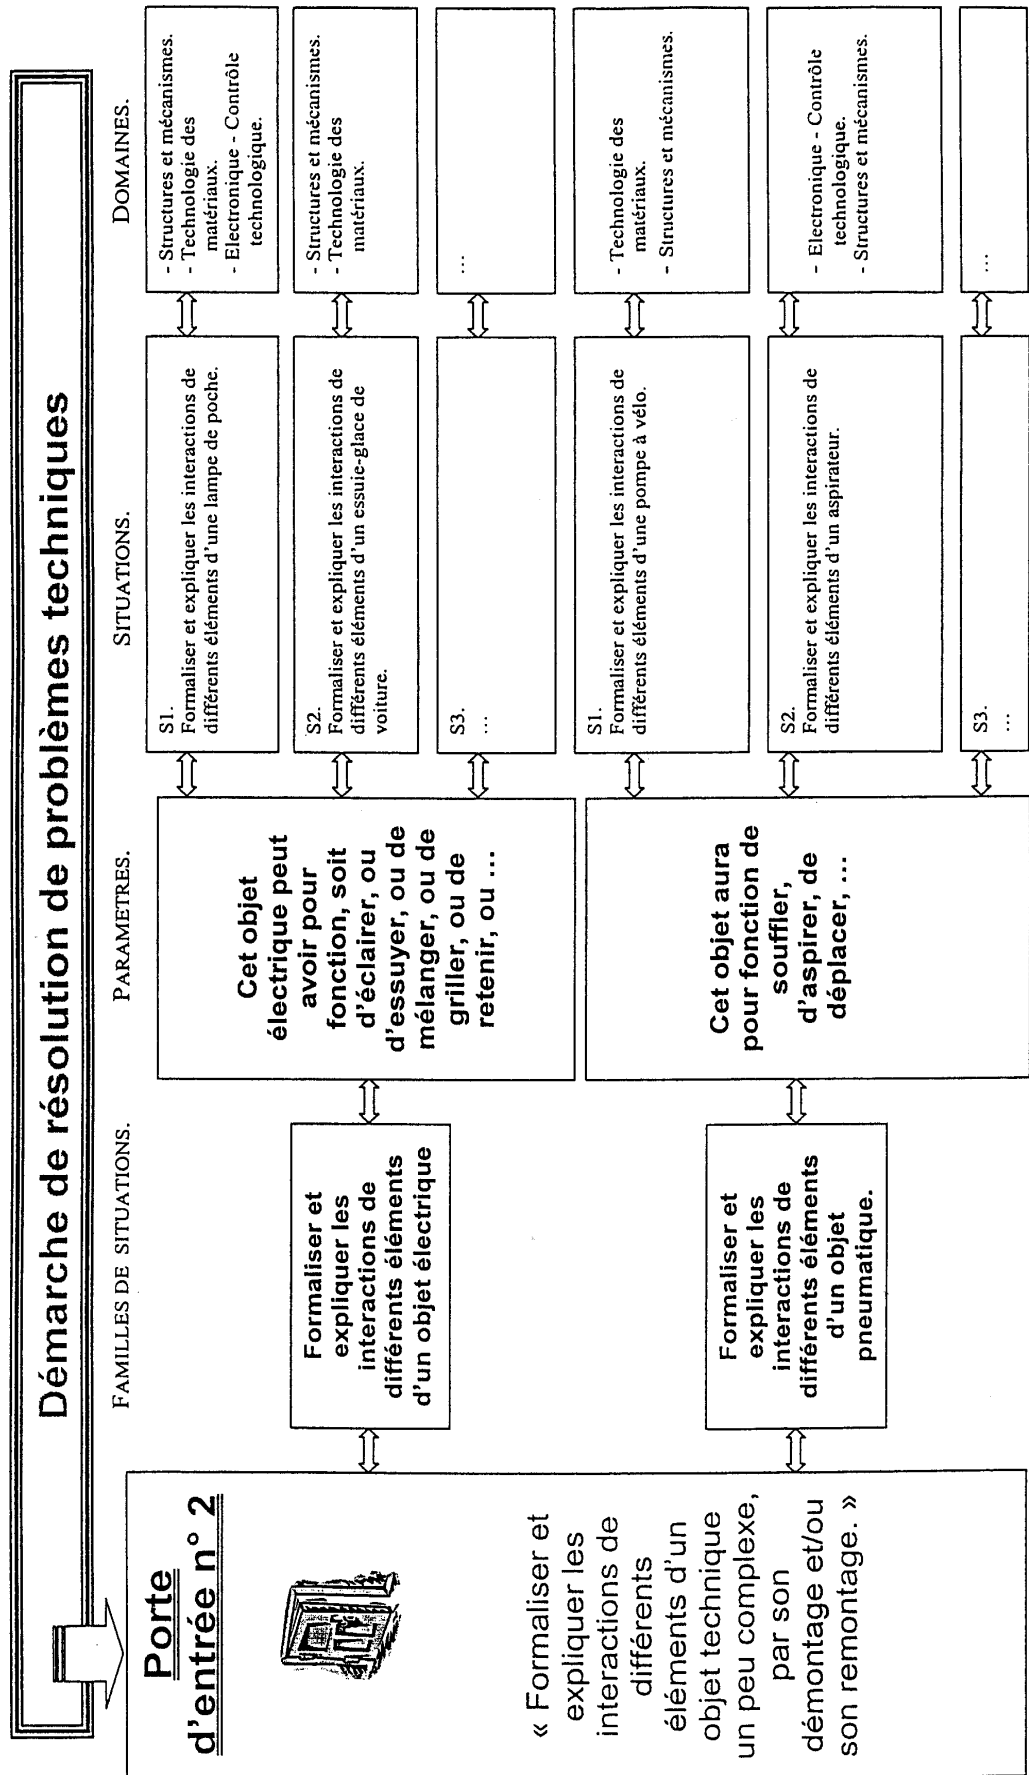 Démarche de résolution de problèmes techniques
FAMILLES DE SITUATIONS.
PARAMETRES.
SITUATIONS.
DOMAINES.
Porte
d'entrée n° 2
« Formaliser et
expliquer les
interactions de
différents
éléments d'un
objet technique
un peu complexe,
par son
démontage et/ou
son remontage. »
Formaliser et
expliquer les
interactions de
différents éléments
d'un objet électrique
Cet objet
électrique peut
avoir pour
fonction, soit
d'éclairer, ou
d'essuyer, ou de
mélanger, ou de
griller, ou de
retenir, ou ...
S1.
Formaliser et expliquer les interactions de
différents éléments d'une lampe de poche.
- Structures et mécanismes.
- Technologie des
matériaux.
- Electronique - Contrôle
technologique.
S2.
Formaliser et expliquer les interactions de
différents éléments d'un essuie-glace de
voiture.
- Structures et mécanismes.
- Technologie des
matériaux.
S3.
...
...
Formaliser et
expliquer les
interactions de
différents éléments
d'un objet
pneumatique.
Cet objet aura
pour fonction de
souffler,
d'aspirer, de
déplacer, ...
S1.
Formaliser et expliquer les interactions de
différents éléments d'une pompe à vélo.
- Technologie des
matériaux.
- Structures et mécanismes.
S2.
Formaliser et expliquer les interactions de
différents éléments d'un aspirateur.
- Electronique - Contrôle
technologique.
- Structures et mécanismes.
S3.
...
...